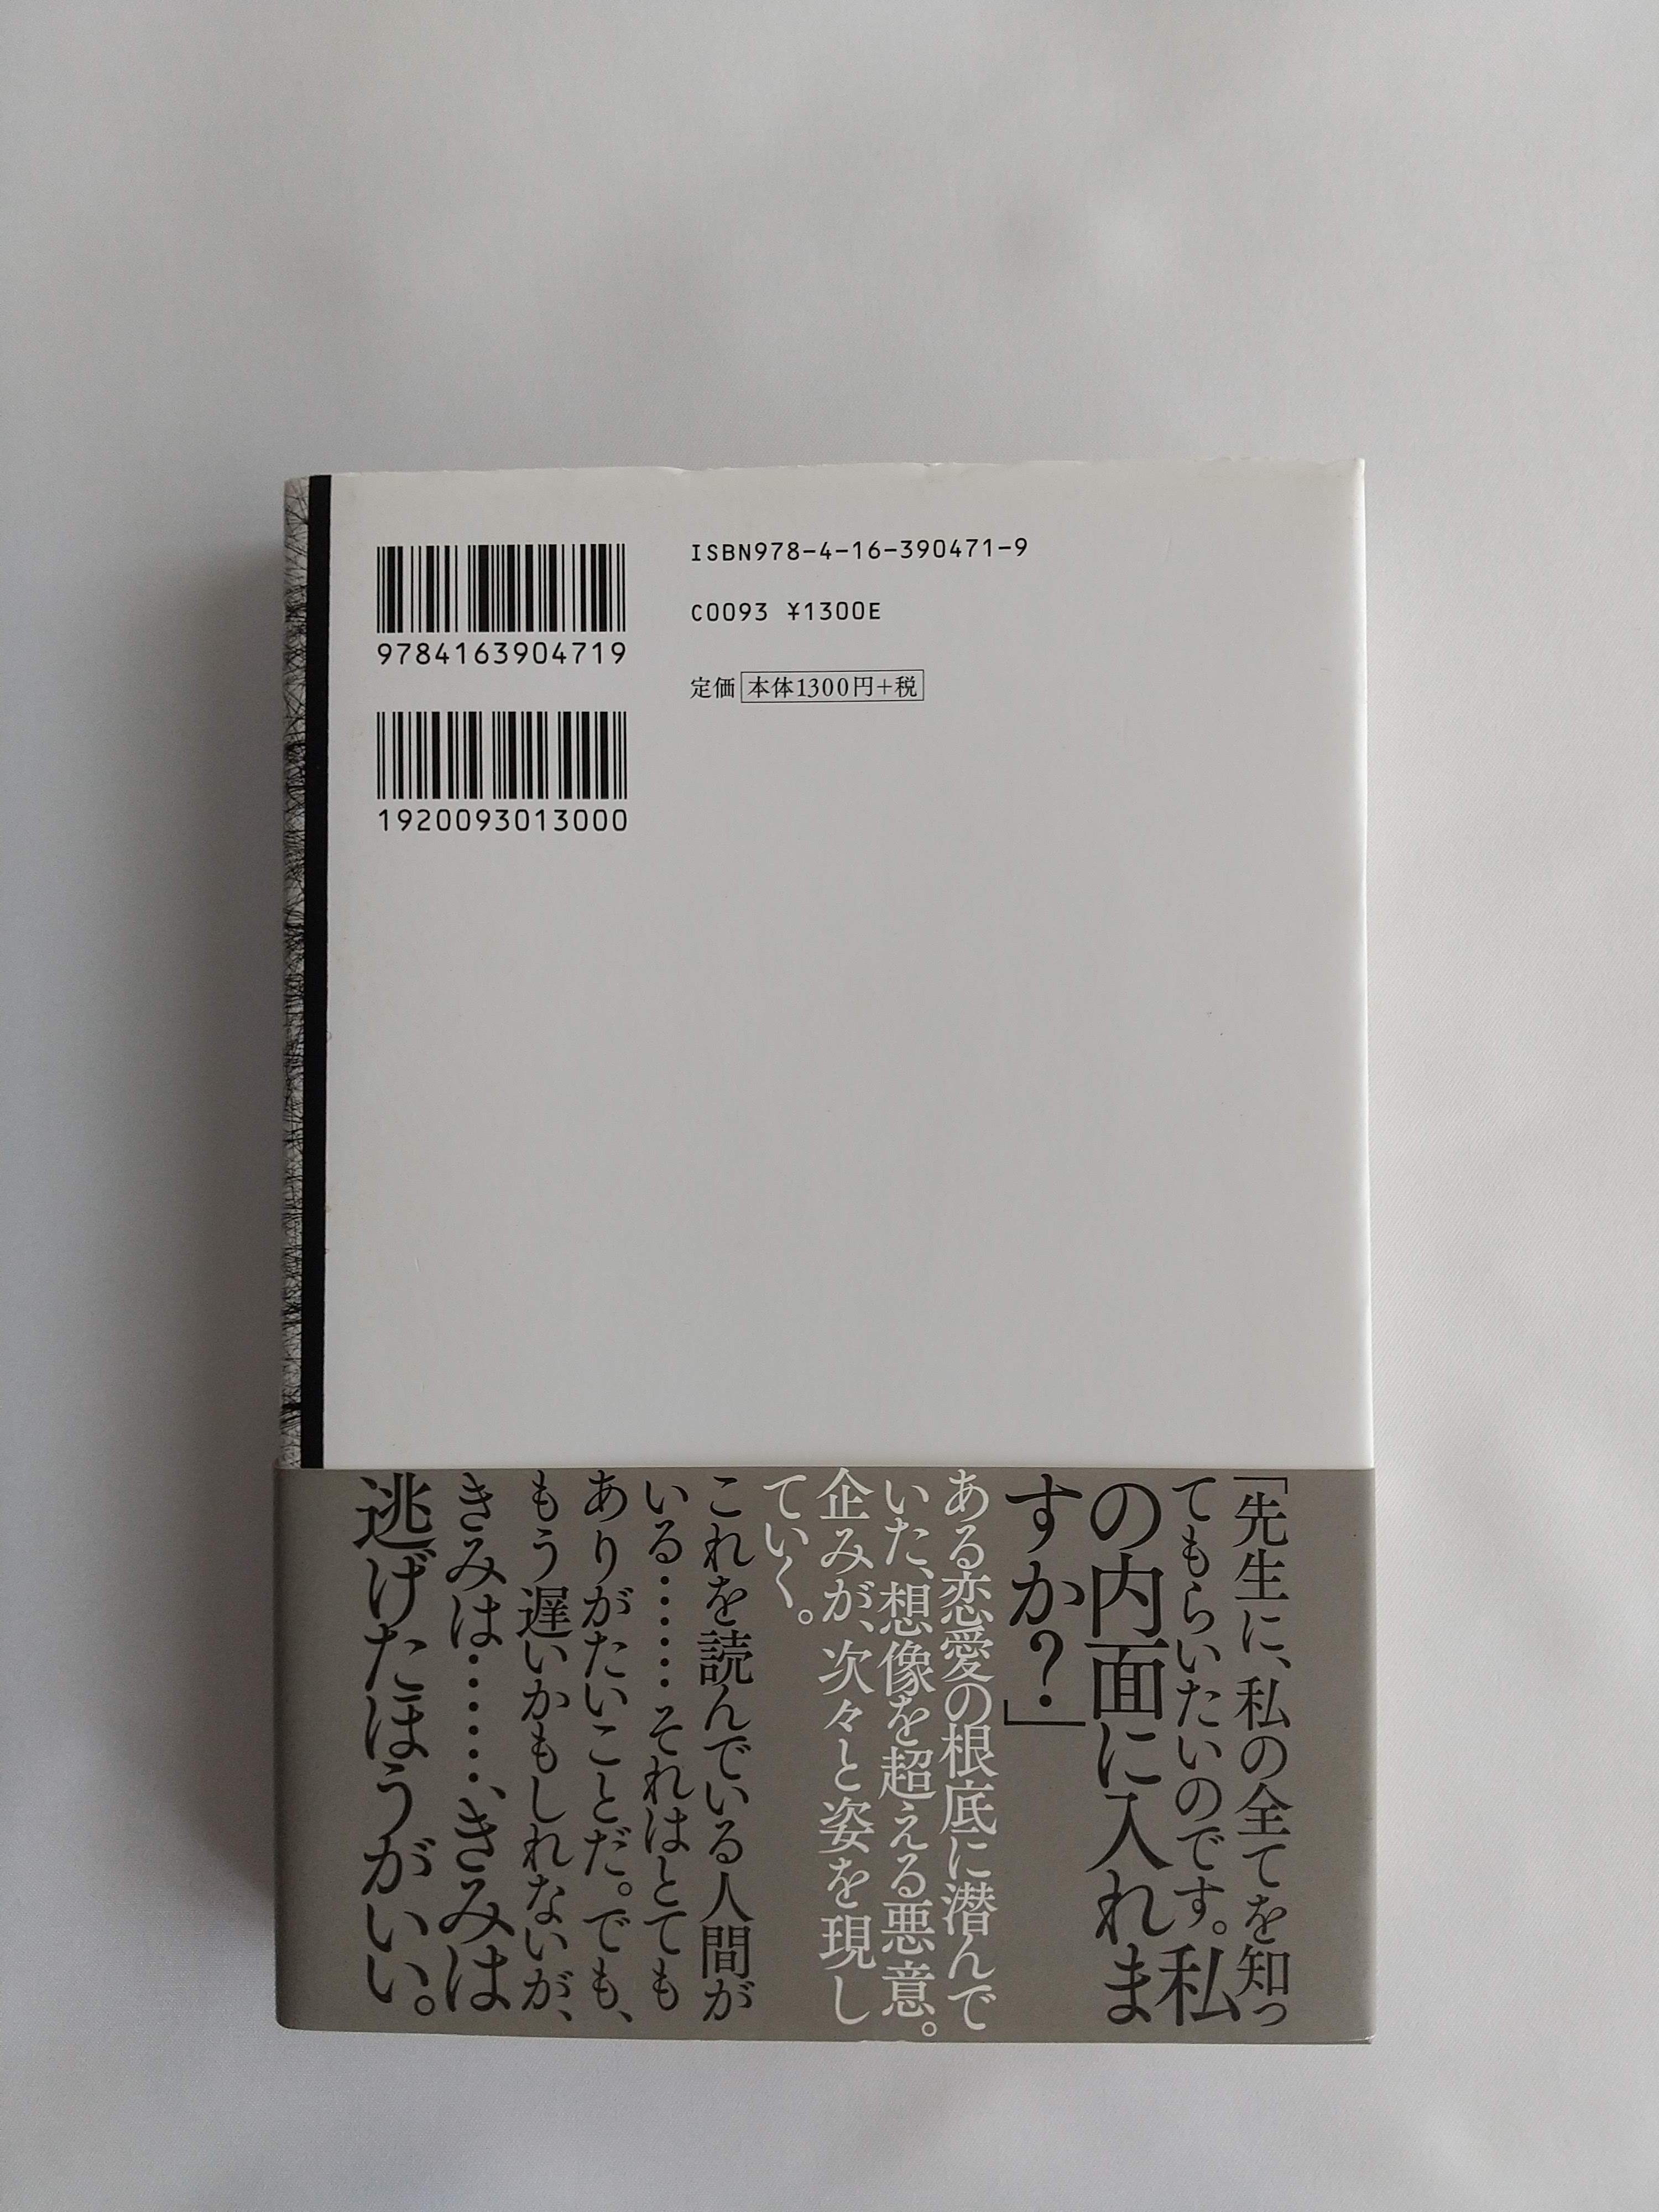 9784163904719
1920093013000
ISBN978-4-16-390471-9
C0093 ¥1300E
定価 本体1300円+税
「先生に、私の全てを知っ
てもらいたいのです。私
の内面に入れま
すか?」
ある恋愛の根底に潜んで
いた、想像を超える悪意。
企みが、次々と姿を現し
ていく。
これを読んでいる人間が
いる……それはとても
ありがたいことだ。でも、
もう遅いかもしれないが、
きみは……、きみは
逃げたほうがいい。